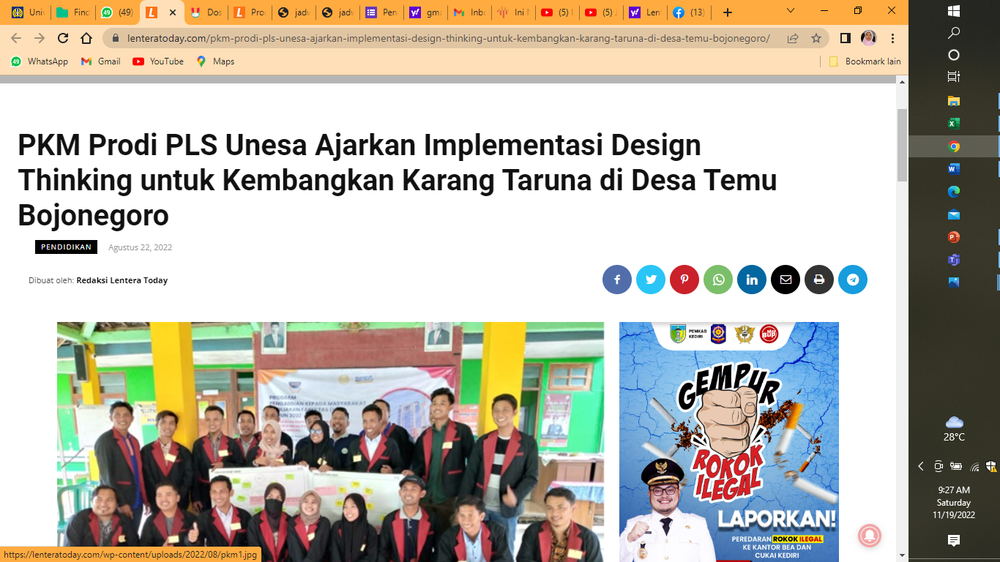 Univ
Find
(49)
Dos
Pro
jadw
jadw
Pen
gma
Inbo
Ini M
(5) U
(5) J
Len
(13)
lenteratoday.com/pkm-prodi-pls-unesa-ajarkan-implementasi-design-thinking-untuk-kembangkan-karang-taruna-di-desa-temu-bojonegoro/
49 WhatsApp
Gmail
YouTube
Maps
Bookmark lain
PKM Prodi PLS Unesa Ajarkan Implementasi Design
Thinking untuk Kembangkan Karang Taruna di Desa Temu
Bojonegoro
PENDIDIKAN
Agustus 22, 2022
Dibuat oleh: Redaksi Lentera Today
PROGRAM
PENGABDIAN KEPADA MASYARAKAT
PEMKAB
KEDIRI
GEMPUR
ROKOK
ILEGAL
LAPORKAN!
PEREDARAN ROKOK ILEGAL
KE KANTOR BEA DAN
CUKAI KEDIRI
https://lenteratoday.com/wp-content/uploads/2022/08/pkm1.jpg
28°C
9:27 AM
Saturday
11/19/2022